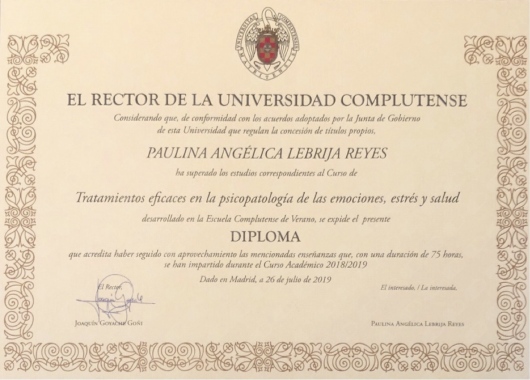 EL RECTOR DE LA UNIVERSIDAD COMPLUTENSE
Considerando que, de conformidad con los acuerdos adoptados por la Junta de Gobierno
de esta Universidad que regulan la concesión de títulos propios,
PAULINA ANGÉLICA LEBRIJA REYES
ha superado los estudios correspondientes al Curso de
Tratamientos eficaces en la psicopatología de las emociones, estrés y salud
desarrollado en la Escuela Complutense de Verano, se expide el presente
DIPLOMA
que acredita haber seguido con aprovechamiento las mencionadas enseñanzas que, con una duración de 75 horas,
se han impartido durante el Curso Académico 2018/2019
Dado en Madrid, a 26 de julio de 2019
El Rector,
El interesado. / La interesada.
JOAQUÍN GOYACHE GOÑI
PAULINA ANGÉLICA LEBRIJA REYES